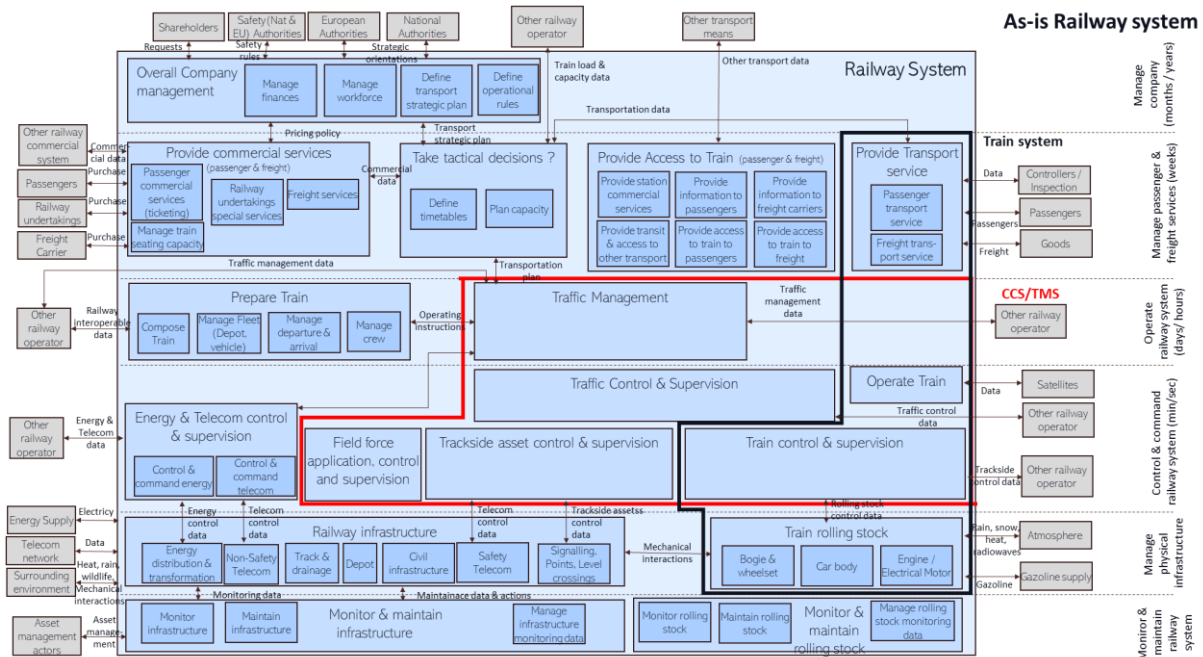 As-is Railway system
Shareholders
Safety(Nat &
EU) Authorities
European
Authorities
National
Authorities
Other railway
operator
Other transport
means
Requests
Safety
rules
Strategic
orientations
Train load &
capacity data
Other transport data
Overall Company
management
Manage
finances
Manage
workforce
Define
transport
strategic plan
Define
operational
rules
Railway System
Manage
company
(months / years)
Transportation data
Pricing policy
Transport
strategic plan
Train system
Other railway
commercial
system
Passengers
Railway
undertakings
Freight
Carrier
Commer-
cial data
Purchase
Purchase
Purchase
Provide commercial services
(passenger & freight)
Passenger
commercial
services
(ticketing)
Railway
undertakings
special services
Freight services
Manage train
seating capacity
Commercial
data
Take tactical decisions ?
Define
timetables
Plan capacity
Provide Access to Train (passenger & freight)
Provide station
commercial
services
Provide
information to
passengers
Provide
information to
freight carriers
Provide transit
& access to
other transport
Provide access
to train to
passengers
Provide access
to train to
freight
Provide Transport
service
Passenger
transport
service
Freight trans-
port service
Data
Passengers
Freight
Controllers /
Inspection
Passengers
Goods
Manage passenger &
freight services (weeks)
Traffic management data
Transportation
plan
Other
railway
operator
Railway
interoperable
data
Prepare Train
Compose
Train
Manage Fleet
(Depot,
vehicle)
Manage
departure &
arrival
Manage
crew
Operating
instructions
Traffic Management
Traffic
management
data
CCS/TMS
Other railway
operator
Operate
railway system
(days/ hours)
Traffic Control & Supervision
Operate Train
Data
Satellites
Traffic control
data
Other railway
operator
Other
railway
operator
Energy &
Telecom
data
Energy & Telecom control
& supervision
Control &
command energy
Control &
command
telecom
Field force
application, control
and supervision
Trackside asset control & supervision
Train control & supervision
Trackside
control data
Other railway
operator
Control & command
railway system (min/sec)
Energy
control
data
Telecom
control
data
Telecom
control
data
Trackside assetss
control
data
Rolling stock
control data
Energy Supply
Telecom
network
Surrounding
environment
Electricity
Data
Heat, rain,
wildlife,
Mechanical
interactions
Railway infrastructure
Energy
distribution &
transformation
Non-Safety
Telecom
Track &
drainage
Depot
Civil
infrastructure
Safety
Telecom
Signalling,
Points, Level
crossings
Mechanical
interactions
Train rolling stock
Bogie &
wheelset
Car body
Engine /
Electrical Motor
Rain, snow,
heat,
radiowaves
Gazoline
Atmosphere
Gazoline supply
Manage
physical
infrastructure
Monitoring data
Maintainace data & actions
Asset
management
actors
Asset
manage-
ment
Monitor
infrastructure
Maintain
infrastructure
Monitor & maintain
infrastructure
Manage
infrastructure
monitoring data
Monitor rolling
stock
Maintain rolling
stock
Monitor &
maintain
rolling stock
Manage rolling
stock monitoring
data
Moniror &
maintain railway
system